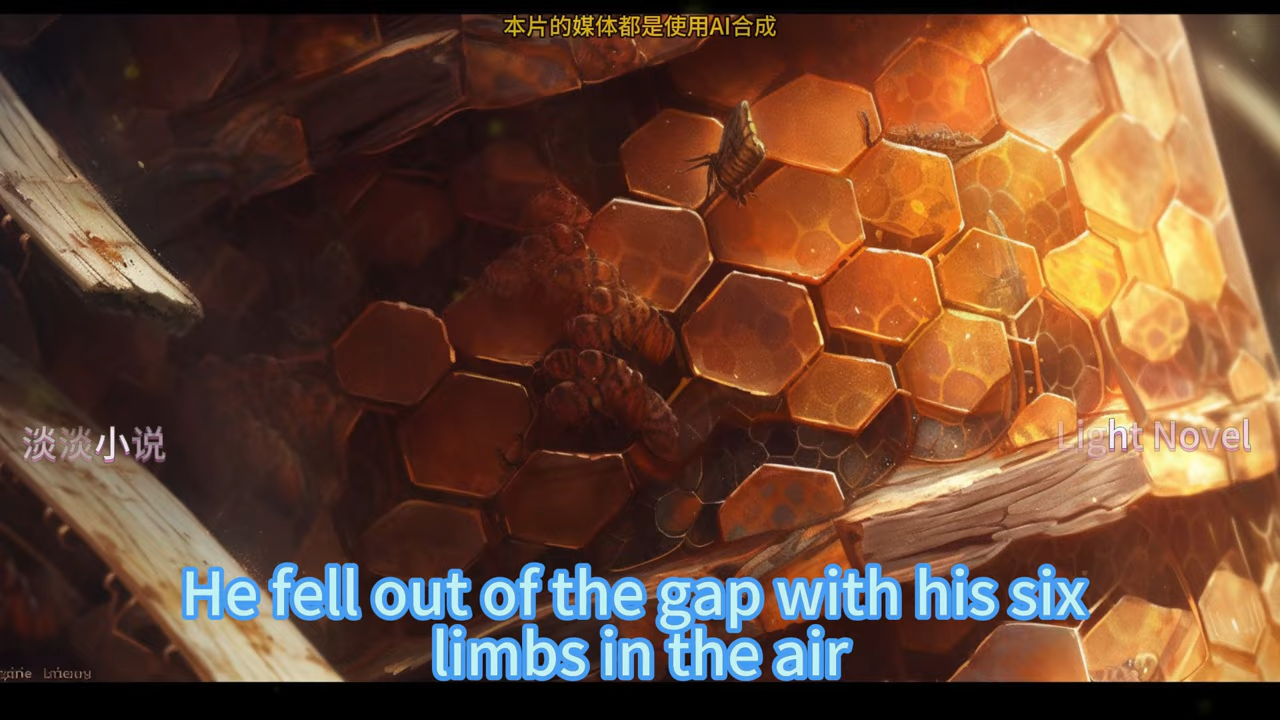 本片的媒体都是使用AI合成
淡淡小说
Light Novel
He fell out of the gap with his six
limbs in the air